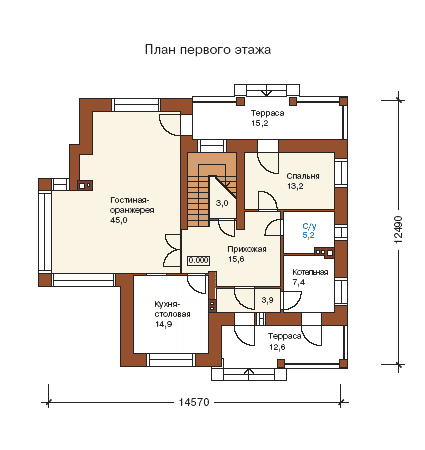 План первого этажа
Терраса
15,2
Спальня
13,2
3,0
Гостиная-
оранжерея
45,0
С/у
5,2
Прихожая
15,6
0.000
Котельная
7,4
3,9
Кухня-
столовая
14,9
Терраса
12,6
12490
14570